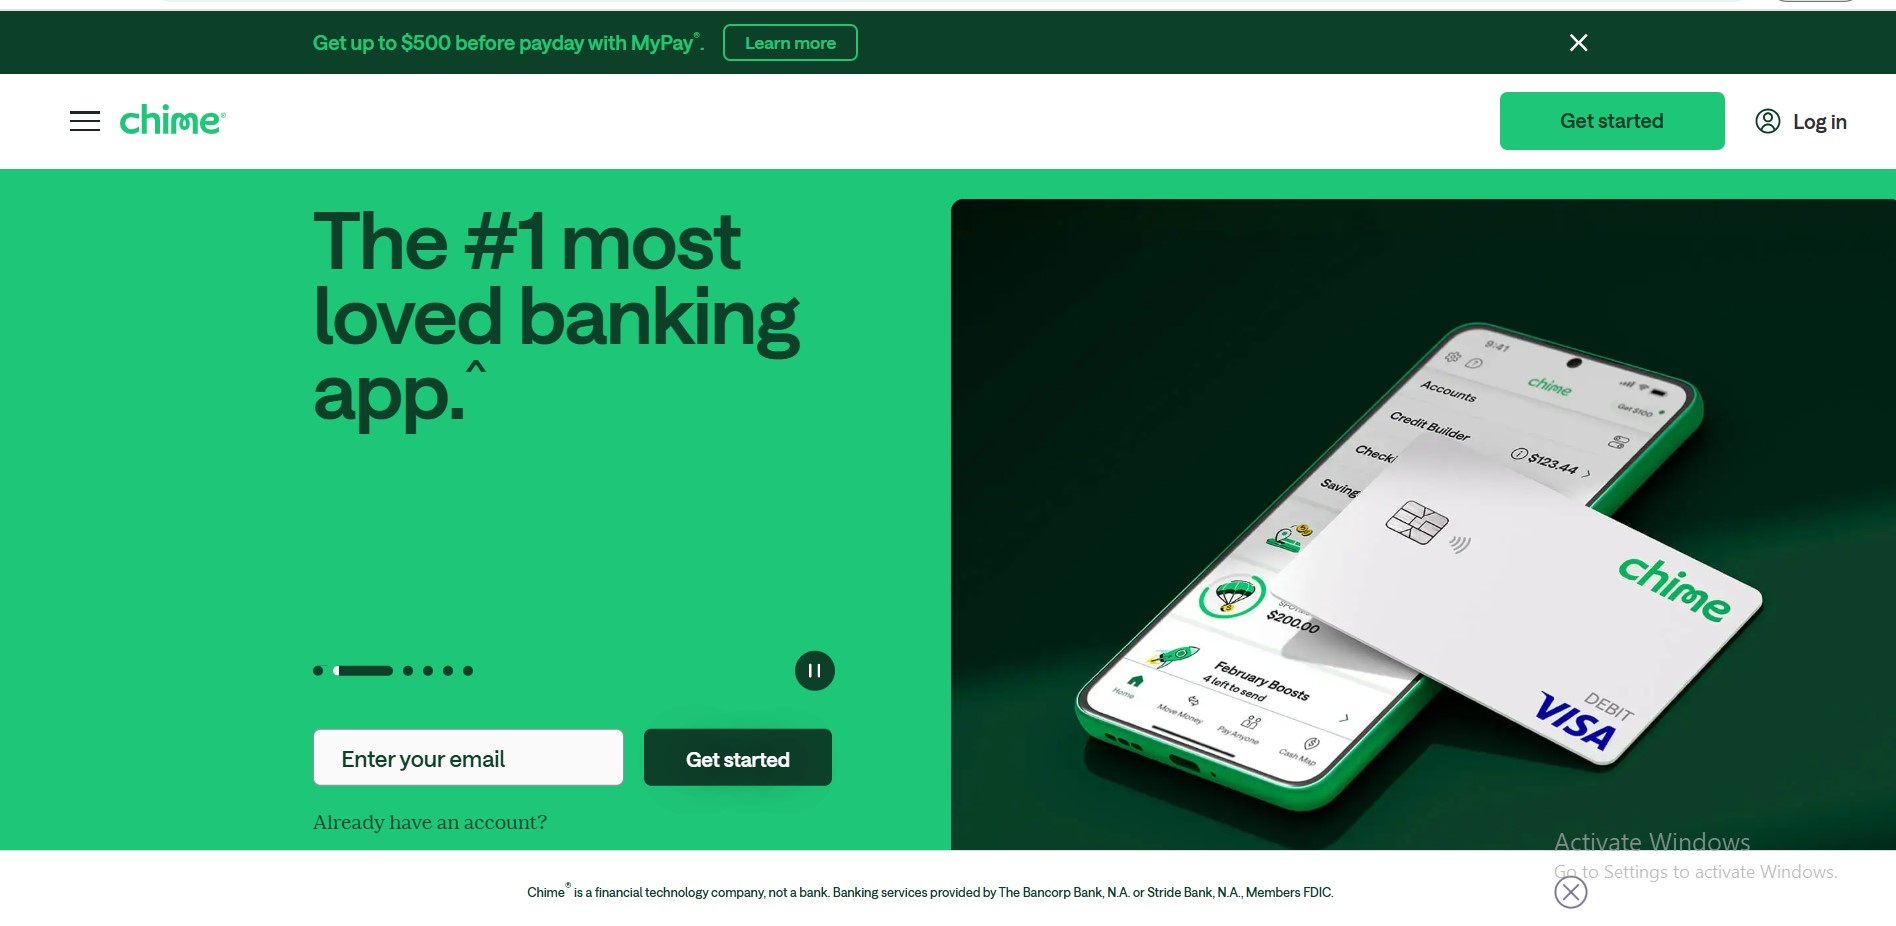 Get up to $500 before payday with MyPay®.
Learn more
chime®
Get started
Log in
The #1 most
loved banking
app.^
9:41
chime
Get $100
Accounts
Credit Builder
$123.44
Checki
Saving
$200.00
February Boosts
4 left to send
Home
Move Money
Pay Anyone
Cash Map
chime
DEBIT
VISA
Enter your email
Get started
Already have an account?
Activate Windows
Go to Settings to activate Windows.
Chime® is a financial technology company, not a bank. Banking services provided by The Bancorp Bank, N.A. or Stride Bank, N.A., Members FDIC.